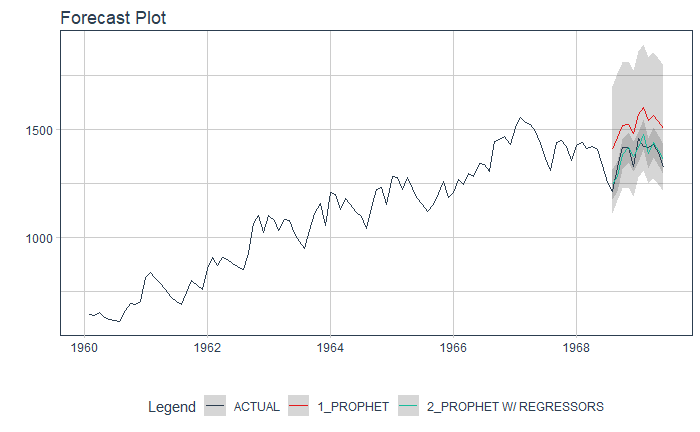 Forecast Plot
1500
1000
1960 1962 1964 1966 1968
Legend ACTUAL 1_PROPHET 2_PROPHET W/ REGRESSORS